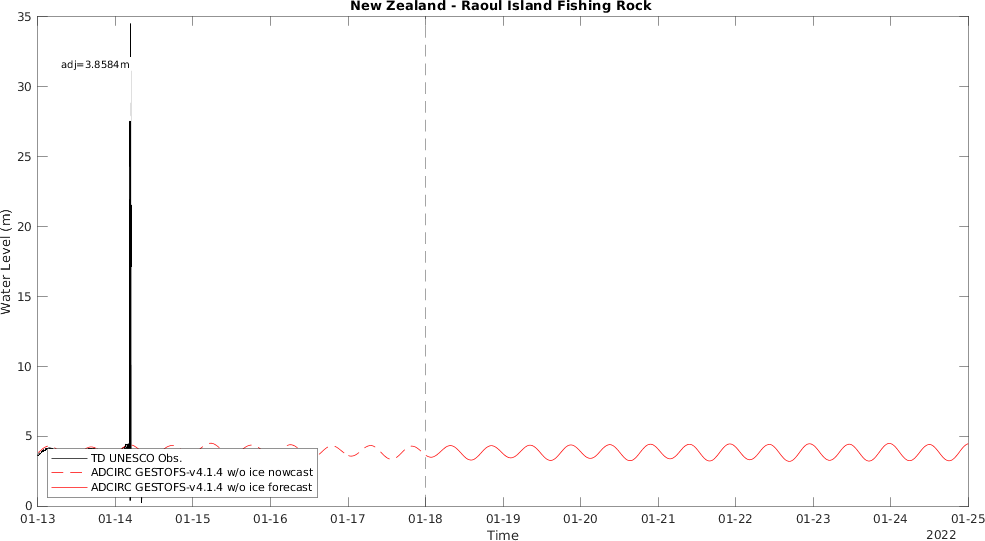 New Zealand - Raoul Island Fishing Rock
35
adj=3.8584m
30
25
20
15
10
5
0
Water Level (m)
TD UNESCO Obs.
ADCIRC GESTOFS-v4.1.4 w/o ice nowcast
ADCIRC GESTOFS-v4.1.4 w/o ice forecast
01-13 01-14 01-15 01-16 01-17 01-18 01-19 01-20 01-21 01-22 01-23 01-24 01-25
Time
2022